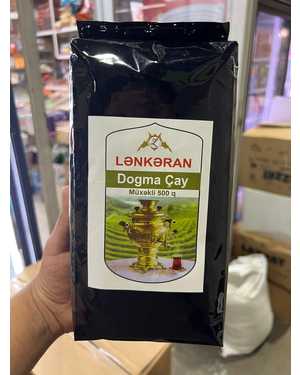 LƏNKƏRAN
Dogma Çay
Müxəkli 500 q